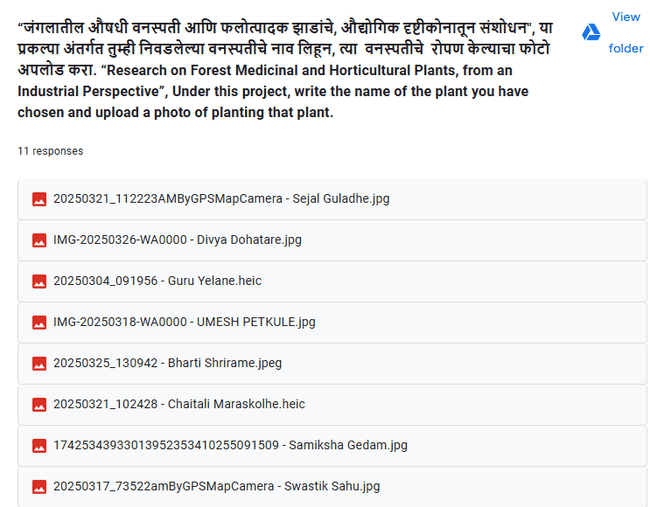 “जंगलातील औषधी वनस्पती आणि फलोत्पादक झाडांचे, औद्योगिक दृष्टीकोनातून संशोधन", या
प्रकल्पा अंतर्गत तुम्ही निवडलेल्या वनस्पतीचे नाव लिहून, त्या वनस्पतीचे रोपण केल्याचा फोटो
अपलोड करा. “Research on Forest Medicinal and Horticultural Plants, from an
Industrial Perspective”, Under this project, write the name of the plant you have
chosen and upload a photo of planting that plant.
View
folder
11 responses
20250321_112223AMByGPSMapCamera - Sejal Guladhe.jpg
IMG-20250326-WA0000 - Divya Dohatare.jpg
20250304_091956 - Guru Yelane.heic
IMG-20250318-WA0000 - UMESH PETKULE.jpg
20250325_130942 - Bharti Shrirame.jpeg
20250321_102428 - Chaitali Maraskolhe.heic
17425343933013952353410255091509 - Samiksha Gedam.jpg
20250317_73522amByGPSMapCamera - Swastik Sahu.jpg